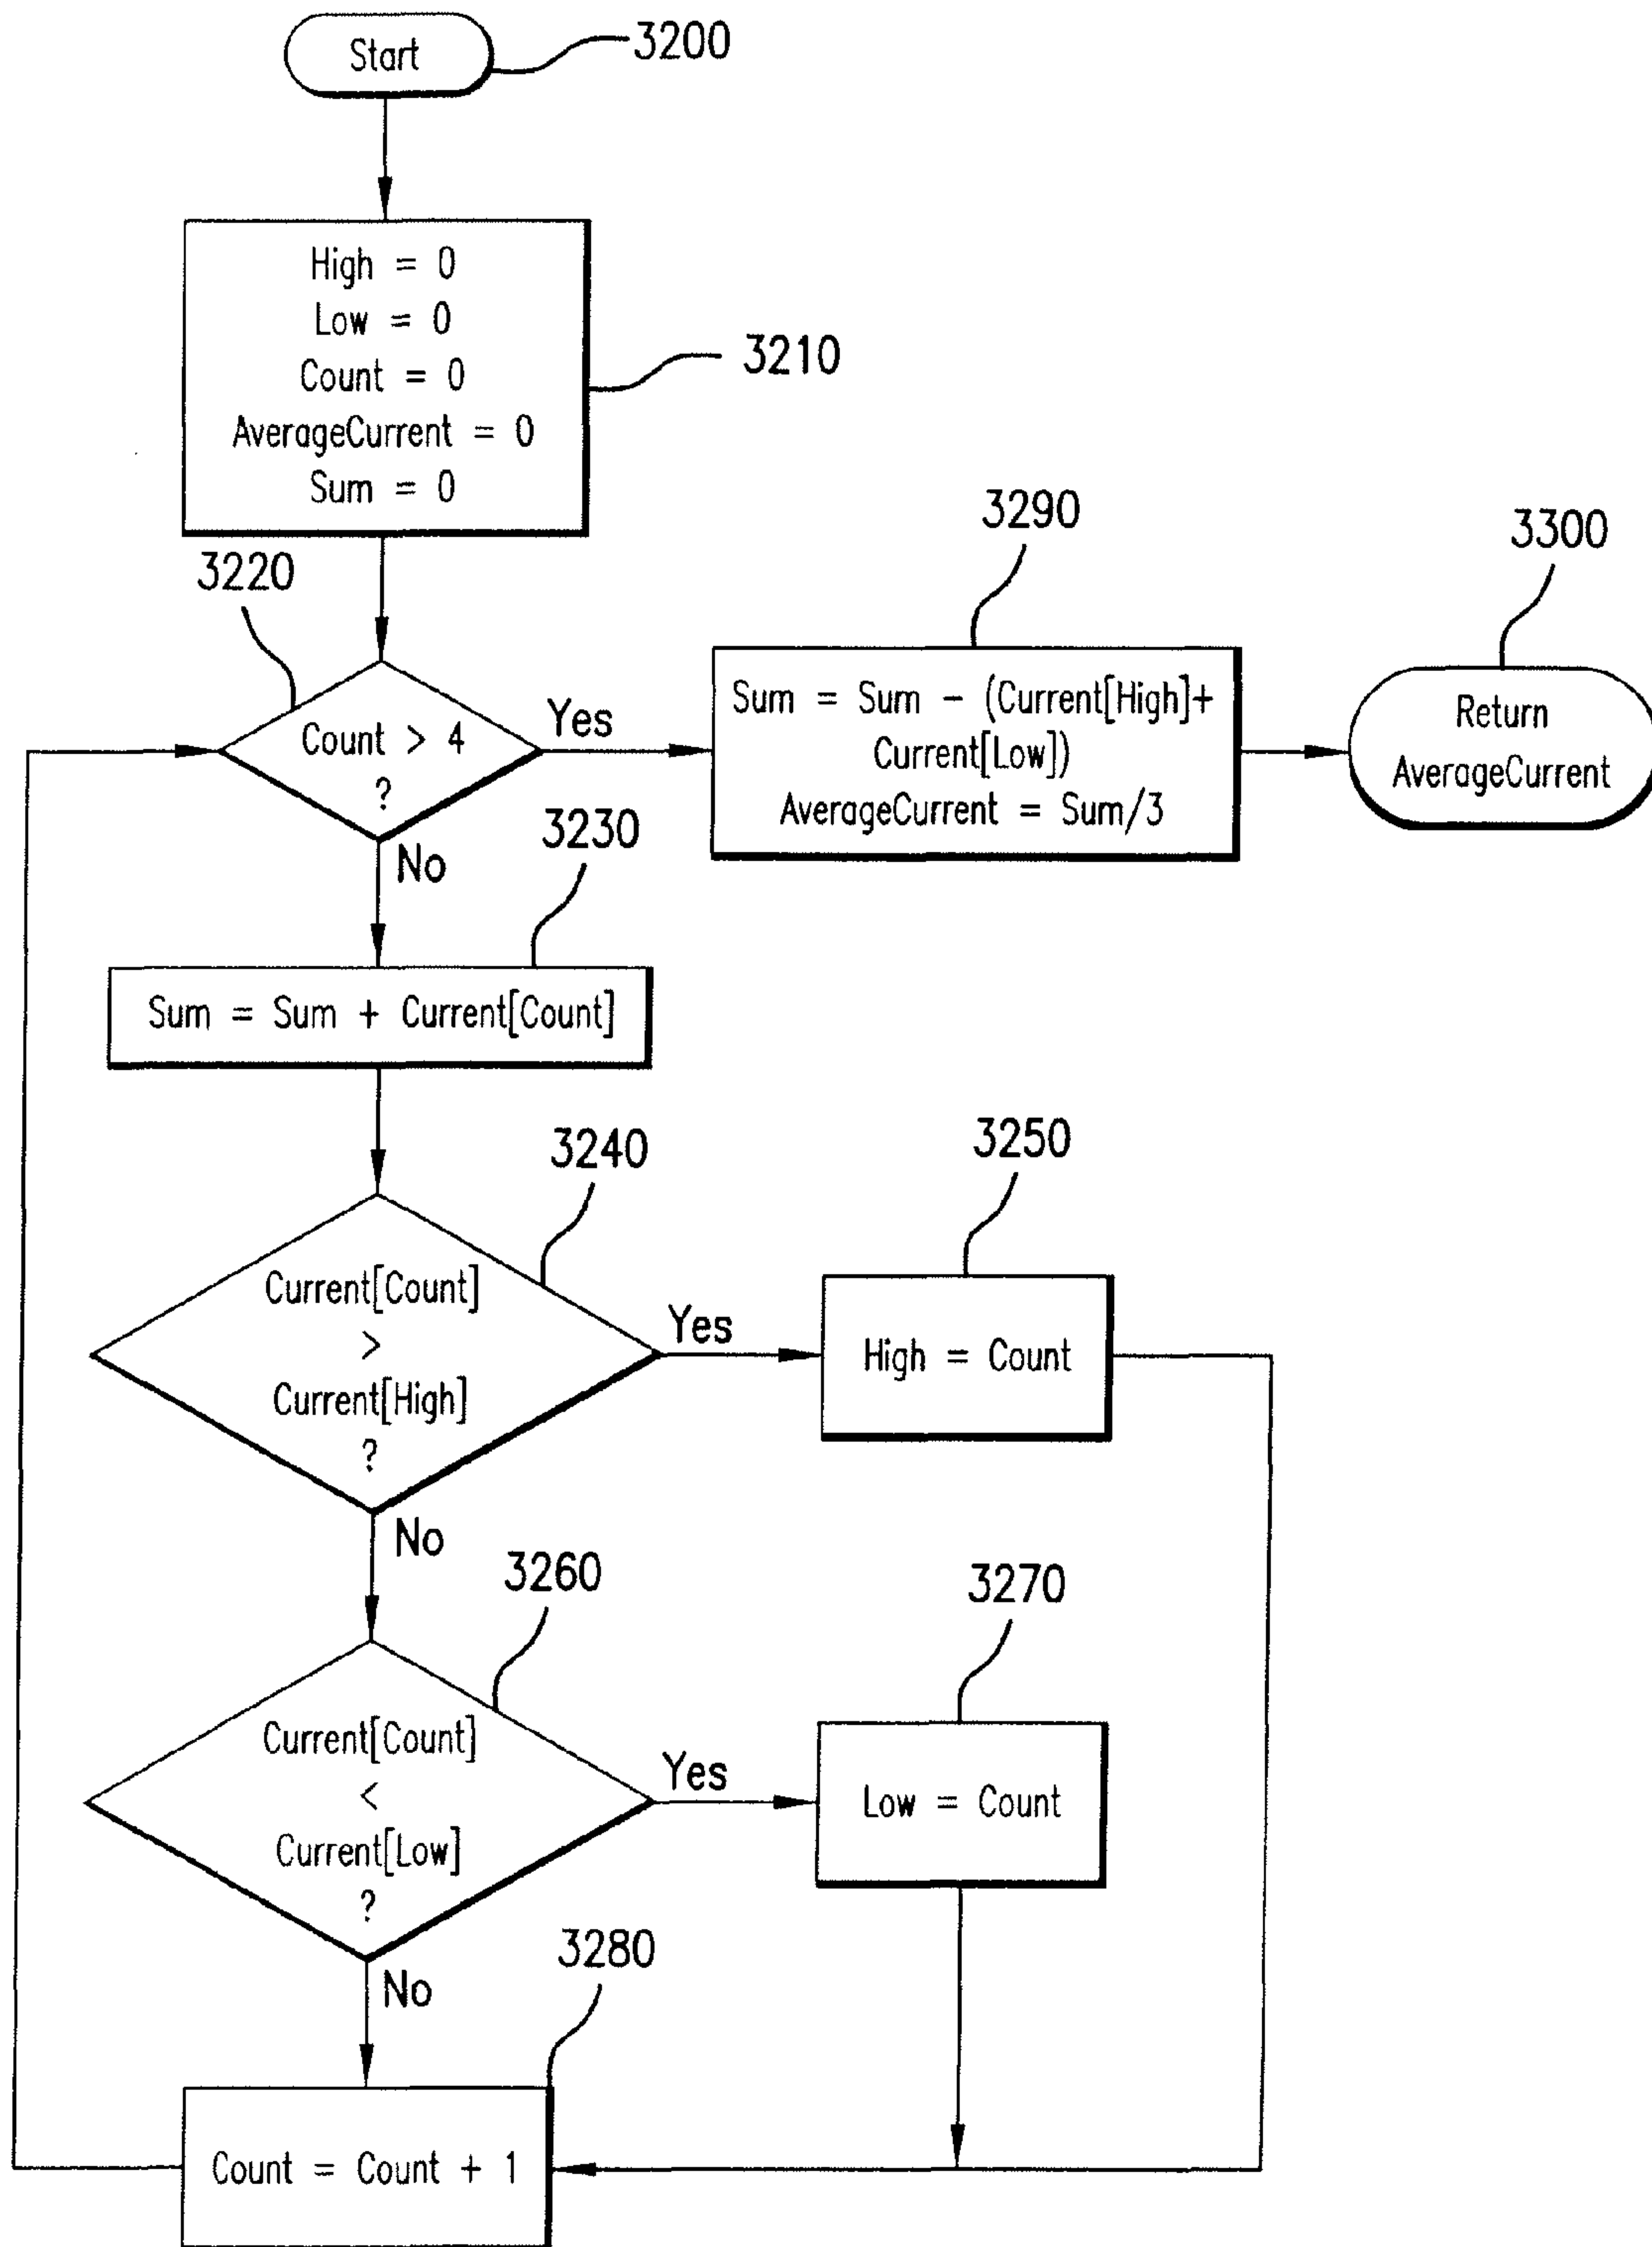 Start
3200
High = 0
Low = 0
Count = 0
AverageCurrent = 0
Sum = 0
3210
3220
Count > 4
?
Yes
No
3290
Sum = Sum - (Current[High]+
Current[Low])
AverageCurrent = Sum/3
3300
Return
AverageCurrent
3230
Sum = Sum + Current[Count]
3240
Current[Count]
>
Current[High]
?
Yes
No
3250
High = Count
3260
Current[Count]
<
Current[Low]
?
Yes
No
3270
Low = Count
3280
Count = Count + 1